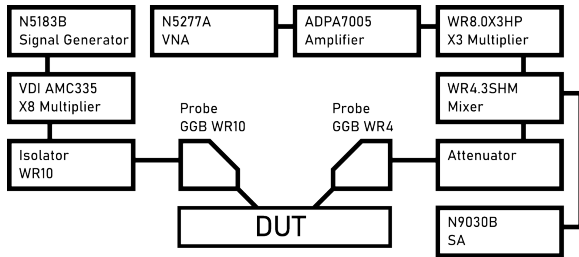 N5183B
Signal Generator
N5277A
VNA
ADPA7005
Amplifier
WR8.0X3HP
X3 Multiplier
VDI AMC335
X8 Multiplier
WR4.3SHM
Mixer
Probe
GGB WR10
Probe
GGB WR4
Isolator
WR10
Attenuator
DUT
N9030B
SA